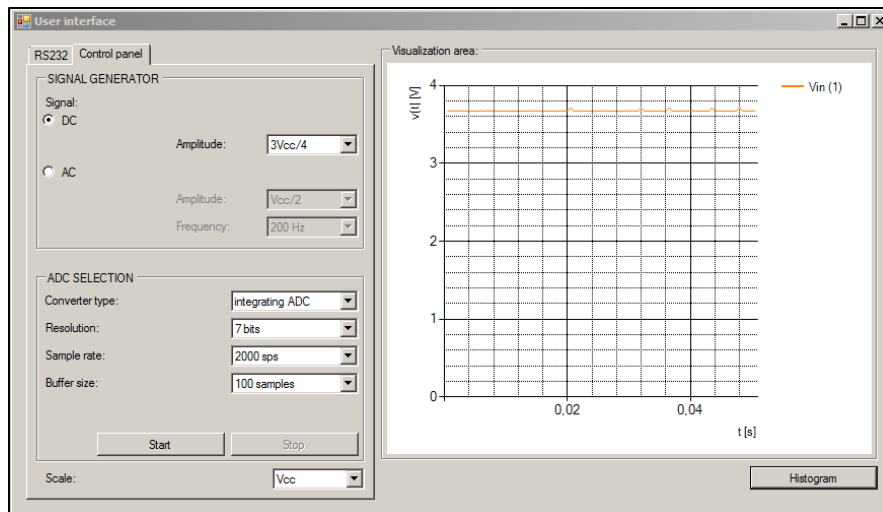 User interface
RS232
Control panel
SIGNAL GENERATOR
Signal:
DC
Amplitude:
3Vcc/4
AC
Amplitude:
Vcc/2
Frequency:
200 Hz
ADC SELECTION
Converter type:
integrating ADC
Resolution:
7 bits
Sample rate:
2000 sps
Buffer size:
100 samples
Start
Stop
Scale:
Vcc
Visualization area:
v(t) [V]
4
3
2
1
0
0,02
0,04
t [s]
Vin (1)
Histogram